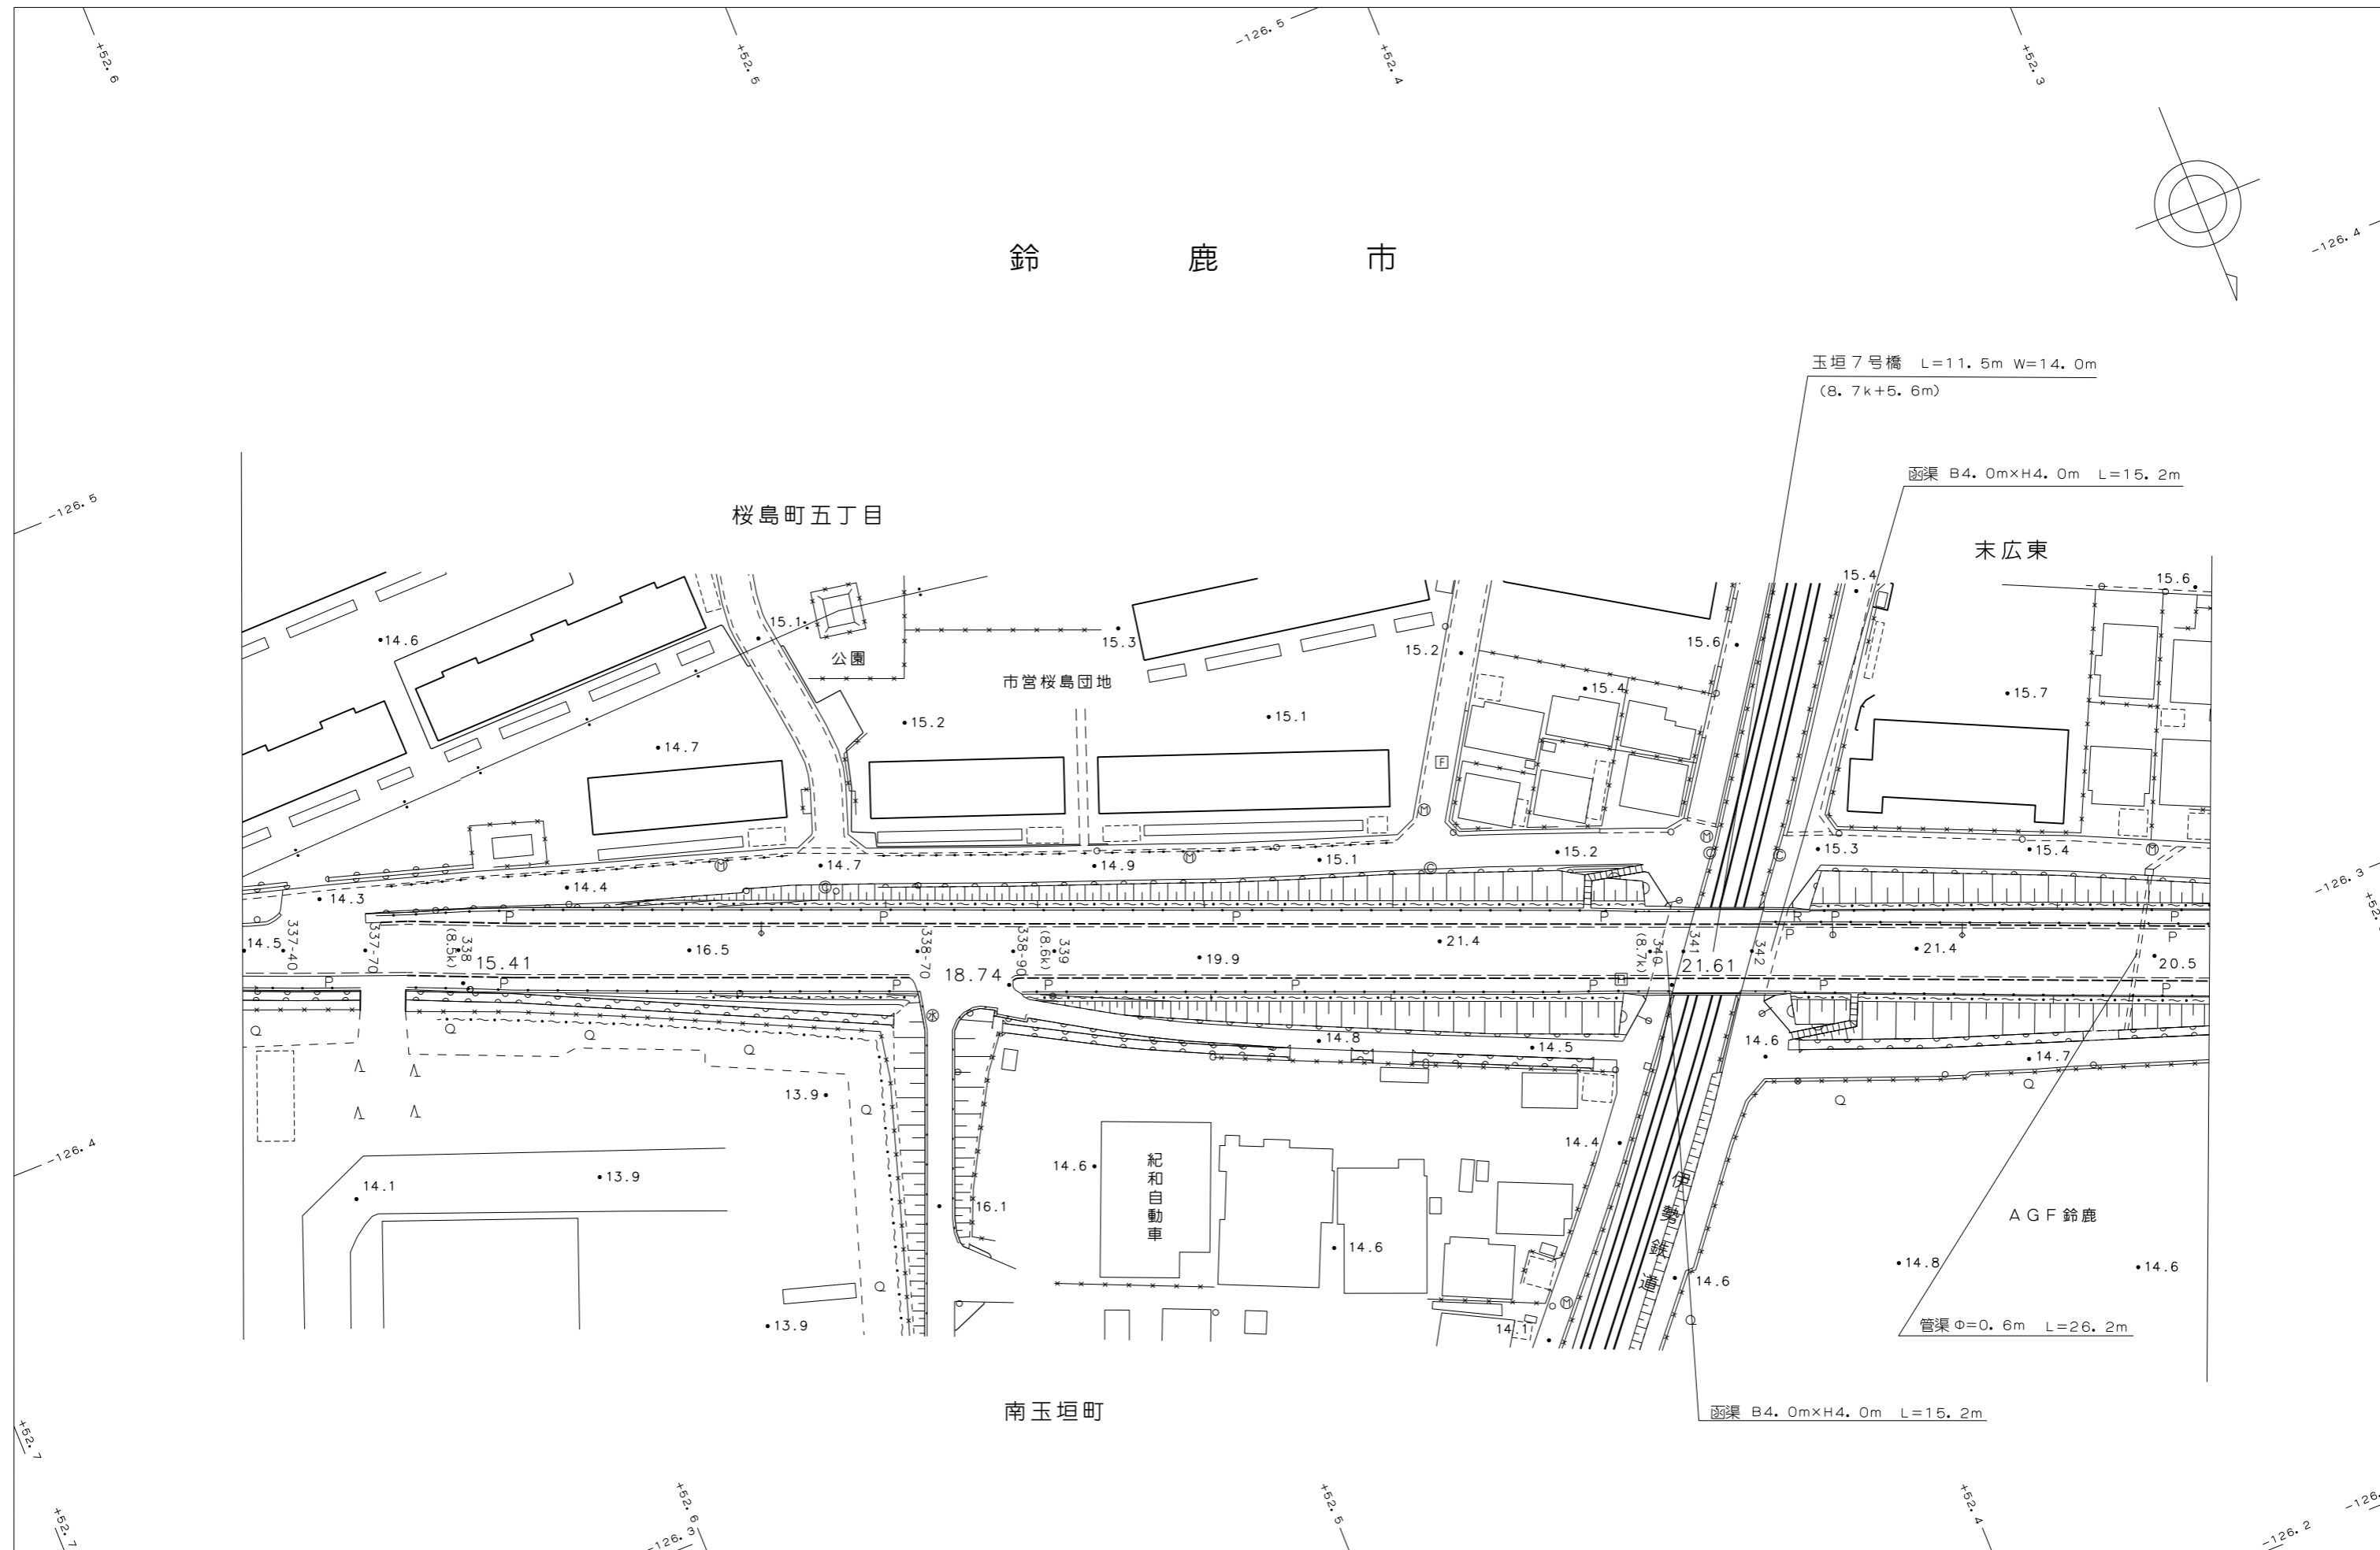 +52.6
+52.5
-126.5
+52.4
+52.3
-126.4
鈴鹿市
玉垣7号橋 L=11.5m W=14.0m
(8.7k+5.6m)
函渠 B4.0m×H4.0m L=15.2m
-126.5
桜島町五丁目
末広東
15.4
15.6
14.6
15.1
公園
15.3
15.2
15.6
市営桜島団地
15.4
15.7
15.2
15.1
14.7
F
M
M
M
M
M
14.7
14.9
15.1
15.2
C
C
C
C
15.3
15.4
14.4
14.3
-126.3
P
P
P
P
R
P
P
P
P
14.5
337-40
337-70
(8.5k)
338
15.41
16.5
338-70
18.74
338-90
(8.6k)
339
19.9
21.4
(8.7k)
340
341
21.61
342
21.4
20.5
P
P
P
P
P
P
H
P
P
水
Q
Q
Q
Q
14.8
14.5
14.6
14.7
13.9
Q
Q
Q
-126.4
14.4
14.1
13.9
14.6
紀和自動車
16.1
14.6
伊勢鉄道
AGF鈴鹿
14.8
14.6
14.6
Q
13.9
14.1
M
Q
管渠 Φ=0.6m L=26.2m
南玉垣町
函渠 B4.0m×H4.0m L=15.2m
+52.7
+52.7
+52.6
-126.3
+52.5
+52.4
-126.2